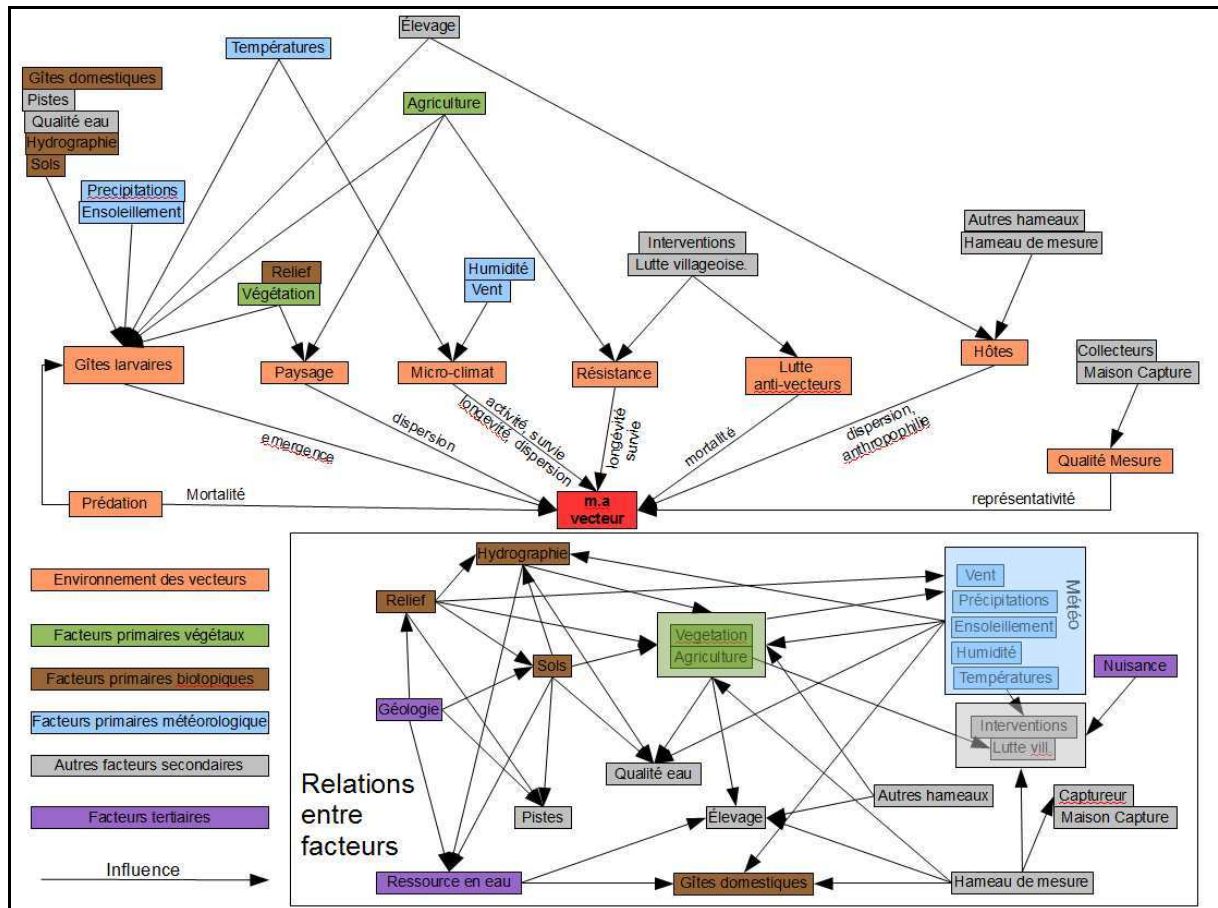 Élevage
Températures
Gîtes domestiques
Pistes
Qualité eau
Hydrographie
Sols
Agriculture
Précipitations
Ensoleillement
Autres hameaux
Hameau de mesure
Interventions
Lutte villageoise.
Relief
Végétation
Humidité
Vent
Gîtes larvaires
Paysage
Micro-climat
Résistance
Lutte
anti-vecteurs
Hôtes
Collecteurs
Maison Capture
emergence
dispersion
activité, survie
longévité, dispersion
longévité
survie
mortalité
dispersion,
anthropophilie
Qualité Mesure
Prédation
Mortalité
m.a
vecteur
représentativité
Environnement des vecteurs
Facteurs primaires végétaux
Facteurs primaires biotopiques
Facteurs primaires météorologique
Autres facteurs secondaires
Facteurs tertiaires
Influence
Hydrographie
Relief
Vegetation
Agriculture
Sols
Géologie
Vent
Précipitations
Ensoleillement
Humidité
Températures
Météo
Nuisance
Interventions
Lutte vill.
Qualité eau
Pistes
Élevage
Autres hameaux
Captureur
Maison Capture
Relations
entre
facteurs
Ressource en eau
Gîtes domestiques
Hameau de mesure